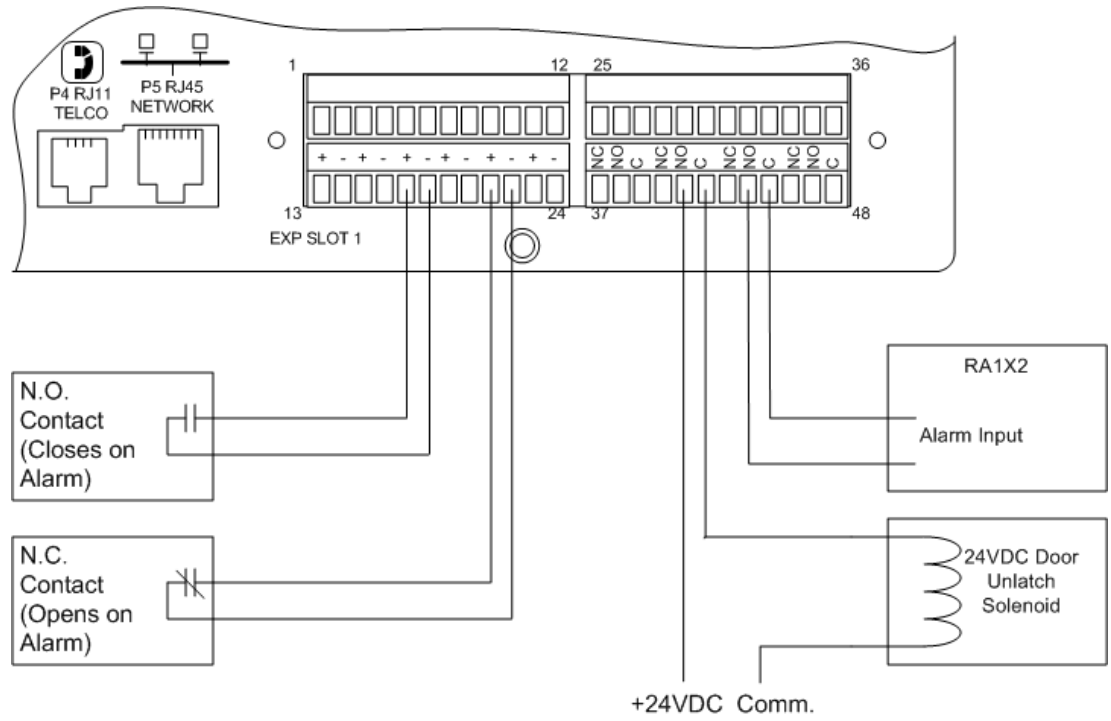 P4 RJ11
TELCO
P5 RJ45
NETWORK
1 12 25 36
+ - + - + - + - + - + -
NC NO C NC NO C NC NO C NC NO C
13 24 37 48
EXP SLOT 1
N.O.
Contact
(Closes on
Alarm)
N.C.
Contact
(Opens on
Alarm)
RA1X2
Alarm Input
24VDC Door
Unlatch
Solenoid
+24VDC Comm.